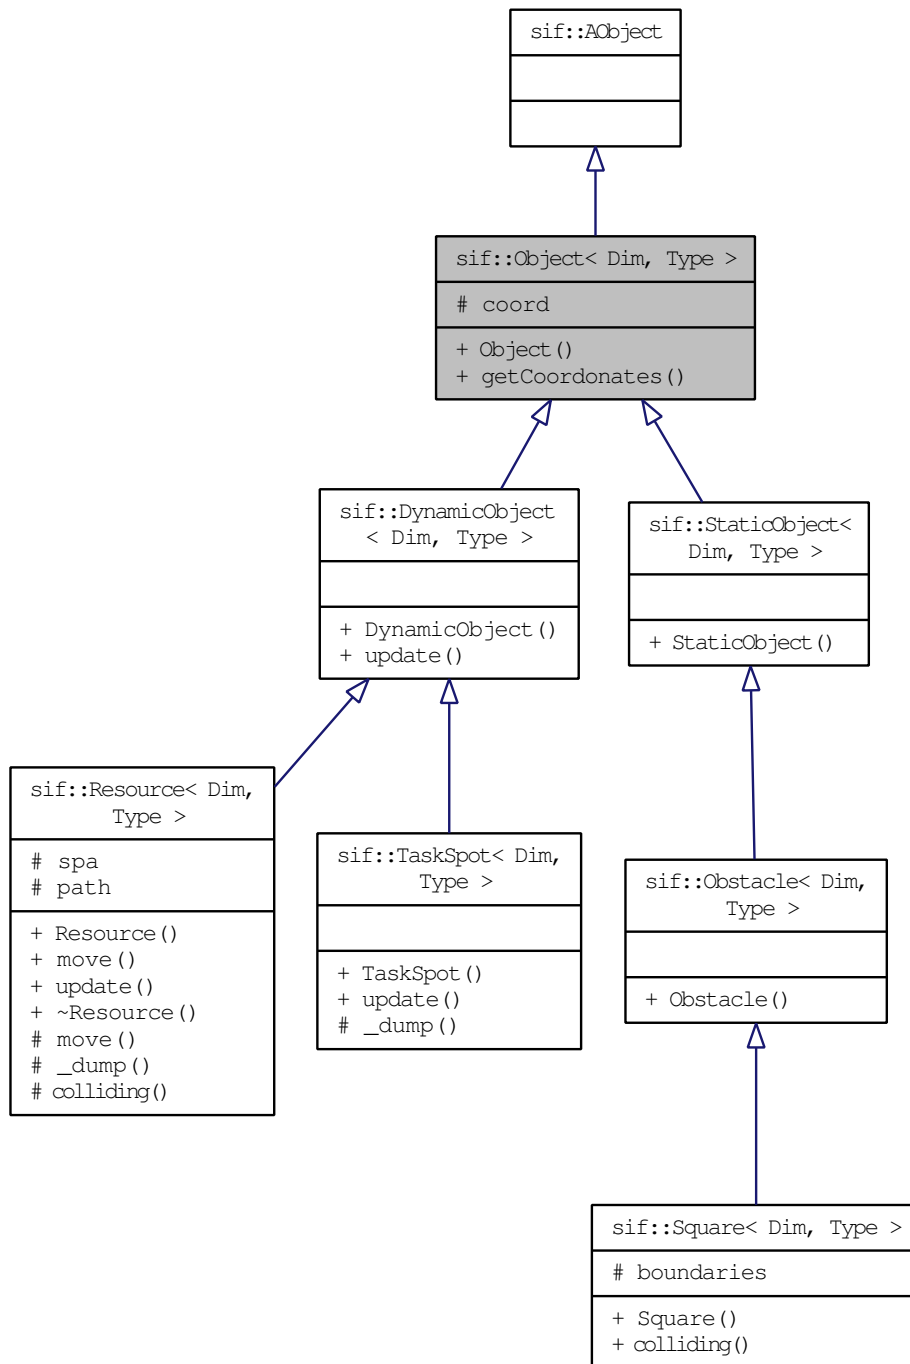 sif::AObject
sif::Object< Dim, Type >
# coord
+ Object()
+ getCoordonates()
sif::DynamicObject
< Dim, Type >
+ DynamicObject()
+ update()
sif::StaticObject<
Dim, Type >
+ StaticObject()
sif::Resource< Dim,
Type >
# spa
# path
+ Resource()
+ move()
+ update()
+ ~Resource()
# move()
# _dump()
# colliding()
sif::TaskSpot< Dim,
Type >
+ TaskSpot()
+ update()
# _dump()
sif::Obstacle< Dim,
Type >
+ Obstacle()
sif::Square< Dim, Type >
# boundaries
+ Square()
+ colliding()